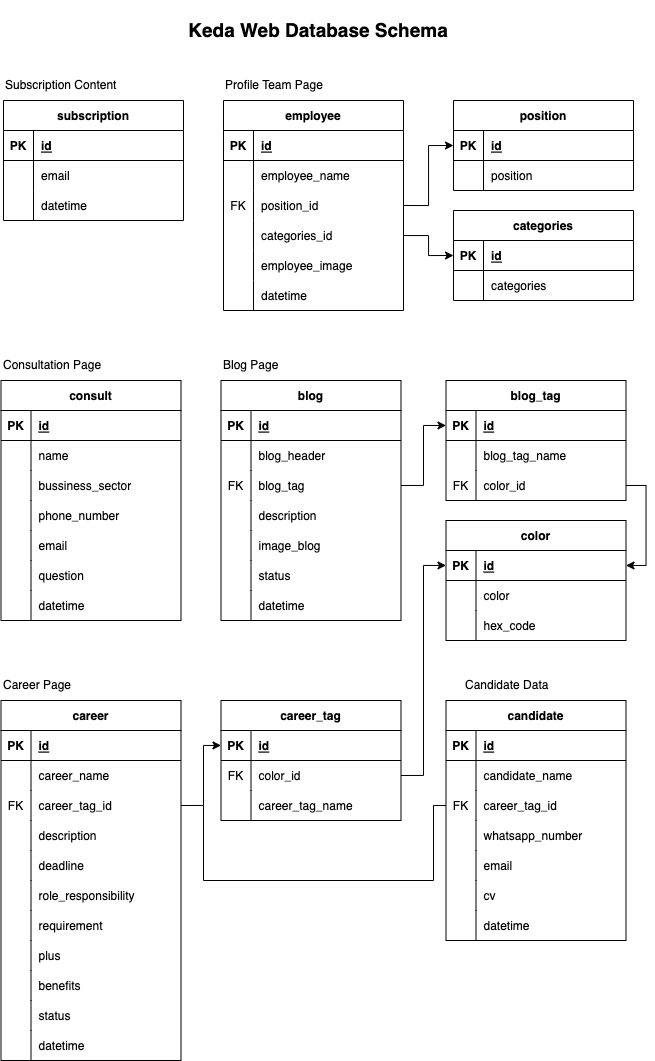 Keda Web Database Schema
Subscription Content
subscription
PK id
email
datetime
Profile Team Page
employee
PK id
employee_name
FK position_id
categories_id
employee_image
datetime
position
PK id
position
categories
PK id
categories
Consultation Page
consult
PK id
name
bussiness_sector
phone_number
email
question
datetime
Blog Page
blog
PK id
blog_header
FK blog_tag
description
image_blog
status
datetime
blog_tag
PK id
blog_tag_name
FK color_id
color
PK id
color
hex_code
Career Page
career
PK id
career_name
FK career_tag_id
description
deadline
role_responsibility
requirement
plus
benefits
status
datetime
career_tag
PK id
FK color_id
career_tag_name
Candidate Data
candidate
PK id
candidate_name
FK career_tag_id
whatsapp_number
email
cv
datetime